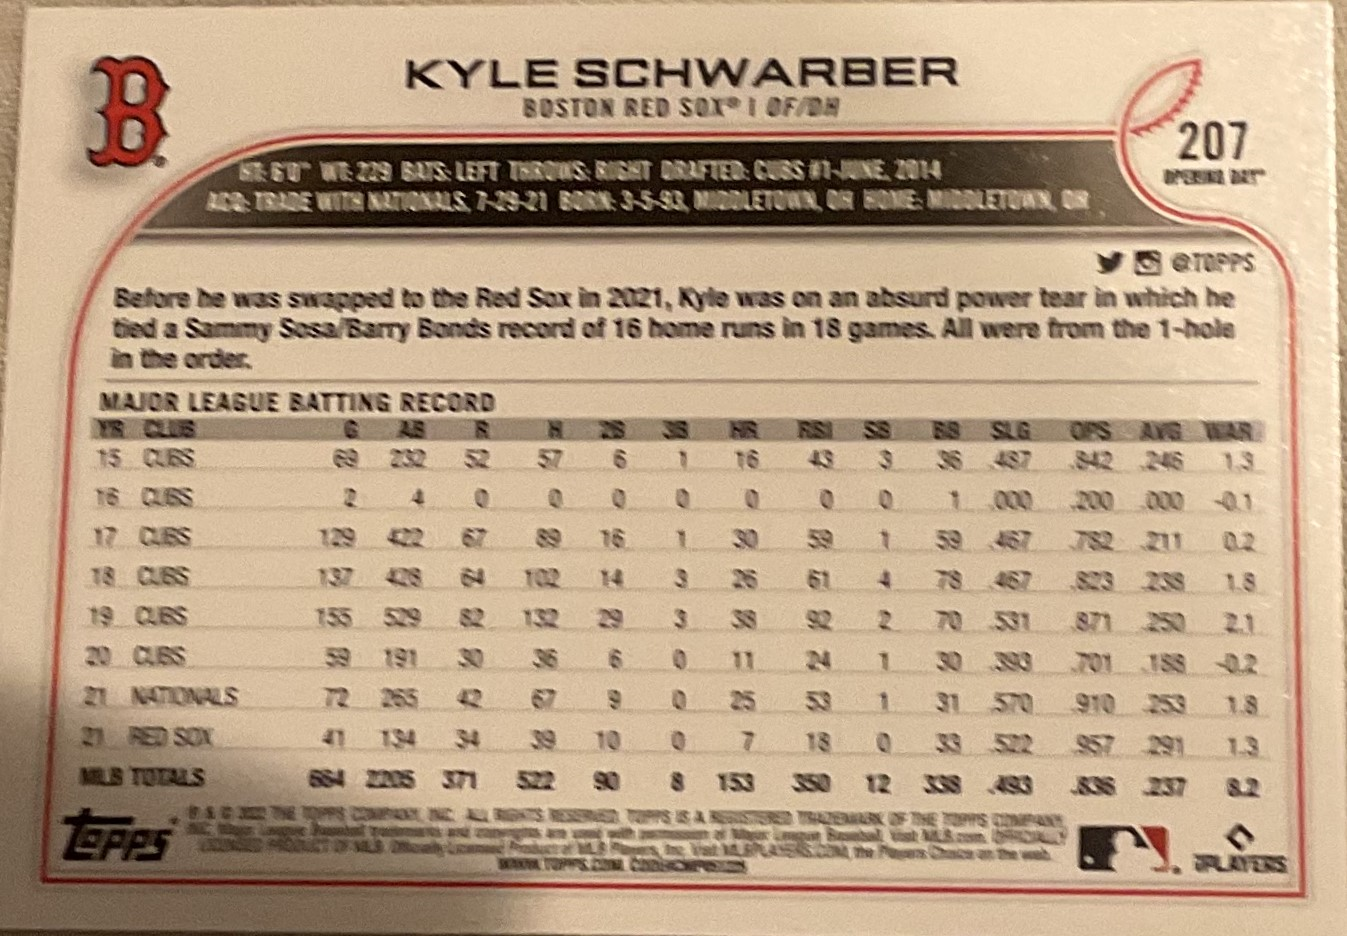 B
KYLE SCHWARBER
BOSTON RED SOX® | OF/DH
207
OPENING DAY™
HT: 6'0" WT: 229 BATS: LEFT THROWS: RIGHT DRAFTED: CUBS #1-JUNE, 2014
ACQ: TRADE WITH NATIONALS, 7-29-21 BORN: 3-5-93, MIDDLETOWN, OH HOME: MIDDLETOWN, OH
@TOPPS
Before he was swapped to the Red Sox in 2021, Kyle was on an absurd power tear in which he
tied a Sammy Sosa/Barry Bonds record of 16 home runs in 18 games. All were from the 1-hole
in the order.
MAJOR LEAGUE BATTING RECORD
YR CLUB G AB R H 2B 3B HR RBI SB BB SLG OPS AVG WAR
15 CUBS 69 232 52 57 6 1 16 43 3 36 .487 .842 .246 1.3
16 CUBS 2 4 0 0 0 0 0 0 0 1 .000 .200 .000 -0.1
17 CUBS 129 422 67 89 16 1 30 59 1 59 .467 .782 .211 0.2
18 CUBS 137 428 64 102 14 3 26 61 4 78 .467 .823 .238 1.8
19 CUBS 155 529 82 132 29 3 38 92 2 70 .531 .871 .250 2.1
20 CUBS 59 191 30 36 6 0 11 24 1 30 .393 .701 .188 -0.2
21 NATIONALS 72 265 42 67 9 0 25 53 1 31 .570 .910 .253 1.8
21 RED SOX 41 134 34 39 10 0 7 18 0 33 .522 .957 .291 1.3
MLB TOTALS 664 2205 371 522 90 8 153 350 12 338 .493 .836 .237 8.2
TOPPS
® & © 2022 THE TOPPS COMPANY, INC. ALL RIGHTS RESERVED. TOPPS IS A REGISTERED TRADEMARK OF THE TOPPS COMPANY,
INC. Major League Baseball trademarks and copyrights are used with permission of Major League Baseball. Visit MLB.com. OFFICIALLY
LICENSED PRODUCT OF MLB Officially Licensed Product of MLB Players, Inc. Visit MLBPLAYERS.COM, the Players Choice on the web.
WWW.TOPPS.COM
PLAYERS